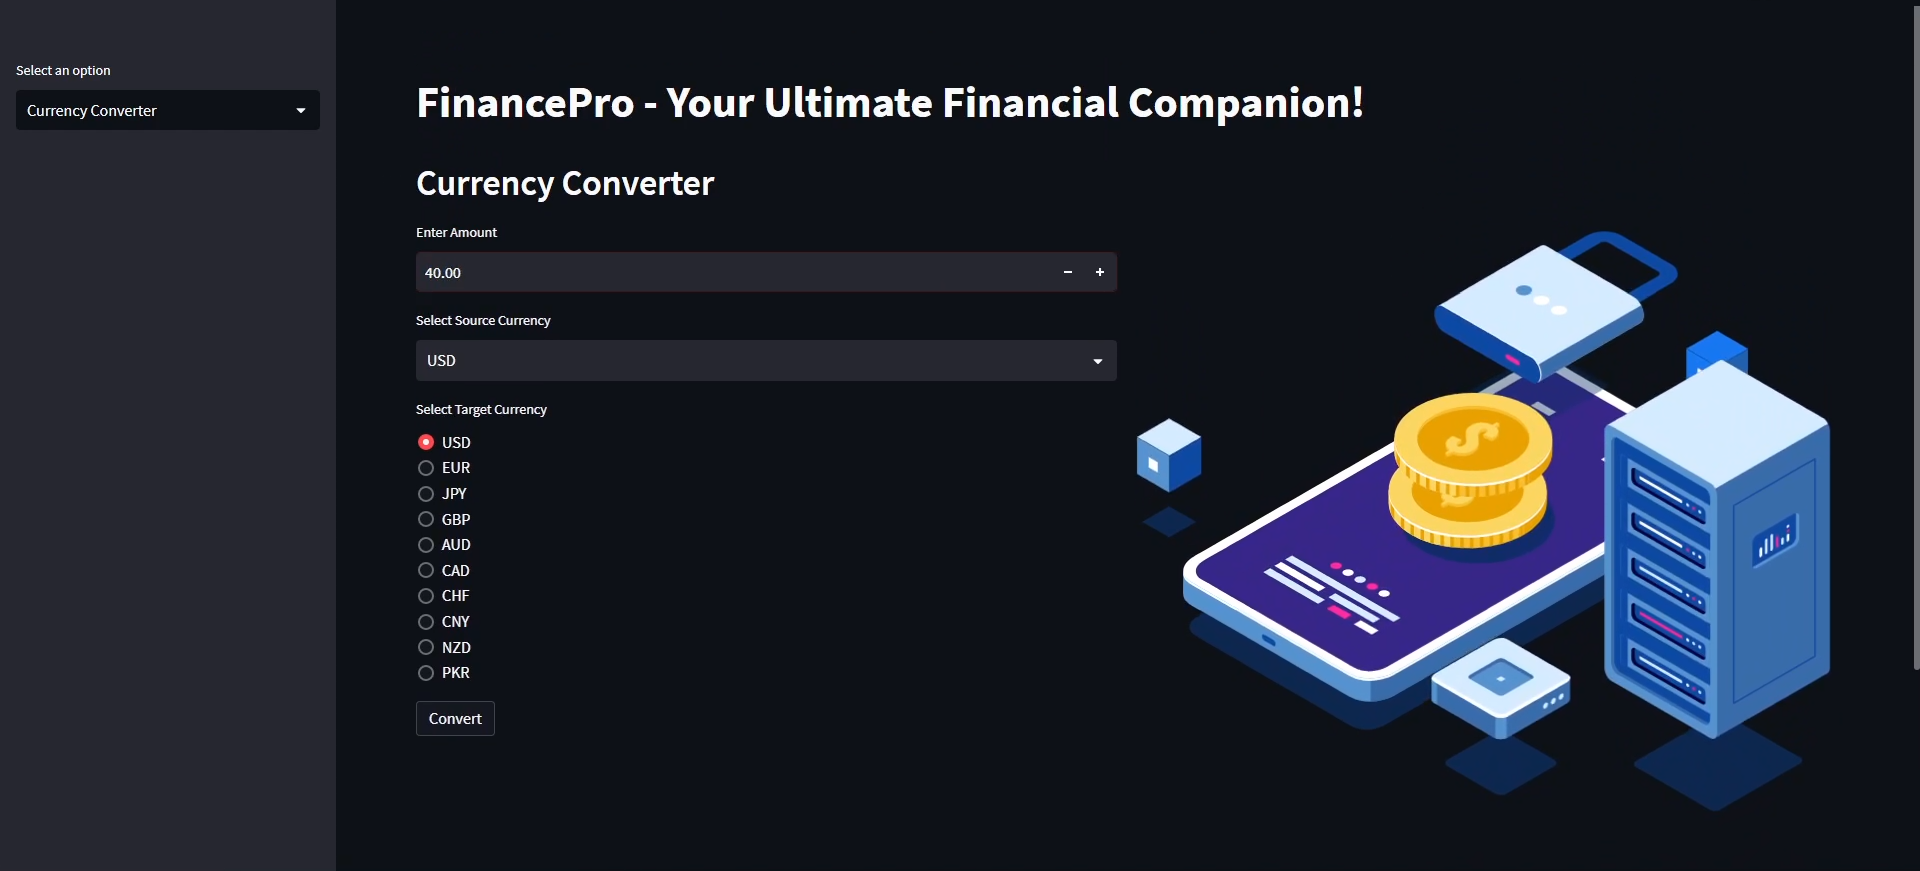 Select an option
Currency Converter
FinancePro - Your Ultimate Financial Companion!
Currency Converter
Enter Amount
40.00
Select Source Currency
USD
Select Target Currency
USD
EUR
JPY
GBP
AUD
CAD
CHF
CNY
NZD
PKR
Convert